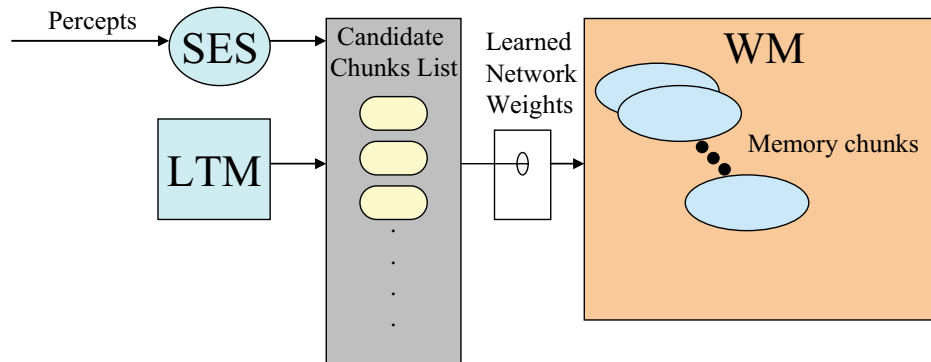 Percepts
SES
LTM
Candidate
Chunks List
Learned
Network
Weights
WM
Memory chunks